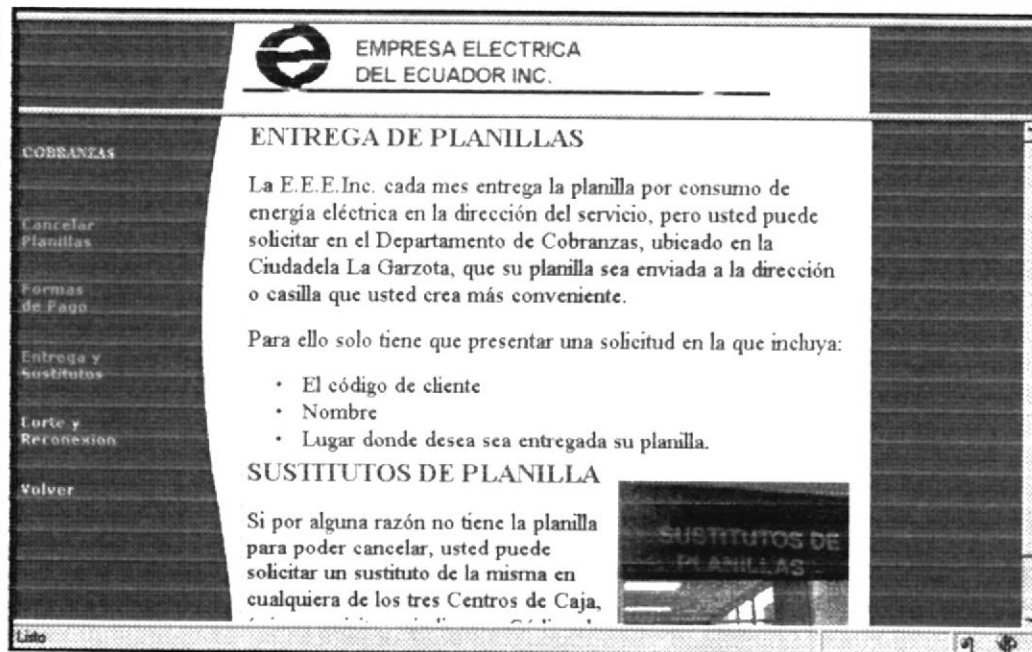 EMPRESA ELECTRICA
DEL ECUADOR INC.
COBRANZAS
Cancelar
Planillas
Formas
de Pago
Entrega y
Sustitutos
Corte y
Reconexion
Volver
ENTREGA DE PLANILLAS
La E.E.E.Inc. cada mes entrega la planilla por consumo de
energía eléctrica en la dirección del servicio, pero usted puede
solicitar en el Departamento de Cobranzas, ubicado en la
Ciudadela La Garzota, que su planilla sea enviada a la dirección
o casilla que usted crea más conveniente.
Para ello solo tiene que presentar una solicitud en la que incluya:
• El código de cliente
• Nombre
• Lugar donde desea sea entregada su planilla.
SUSTITUTOS DE PLANILLA
Si por alguna razón no tiene la planilla
para poder cancelar, usted puede
solicitar un sustituto de la misma en
cualquiera de los tres Centros de Caja,
SUSTITUTOS DE
PLANILLAS
Listo